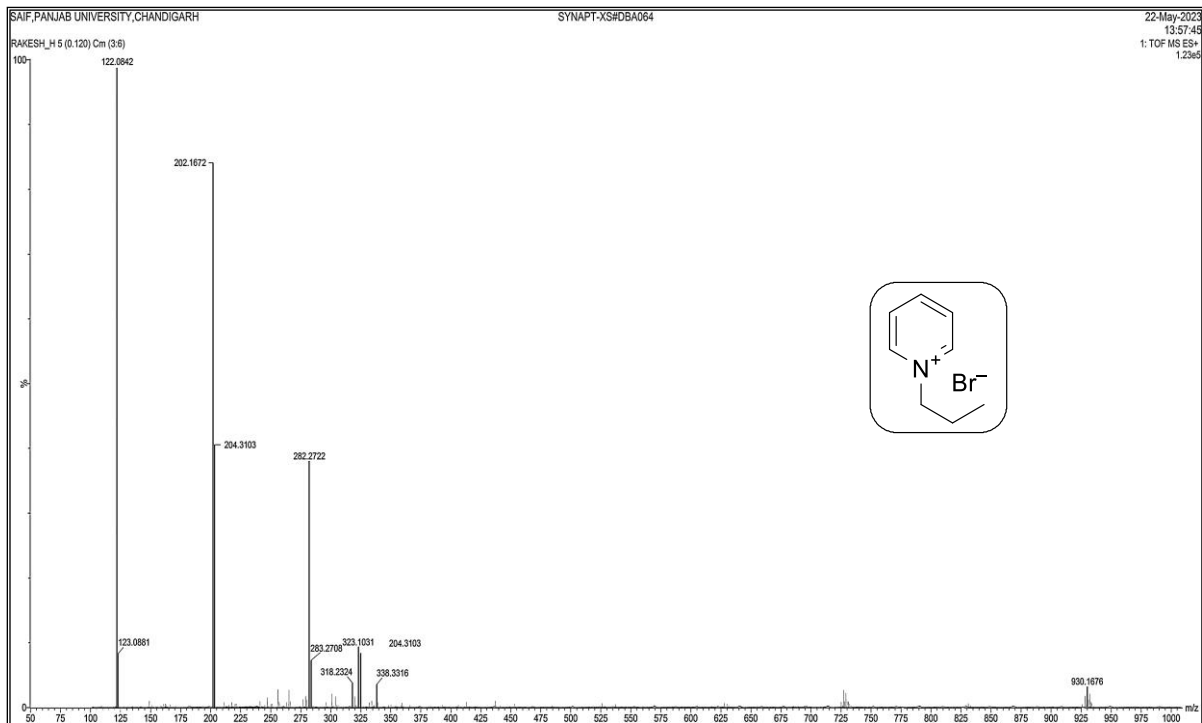 SAIF,PANJAB UNIVERSITY,CHANDIGARH SYNAPT-XS#DBA064 22-May-2023
13:57:45
RAKESH_H 5 (0.120) Cm (3:6) 1: TOF MS ES+
1.23e5
100
122.0842
202.1672
204.3103
282.2722
%
N+
Br−
123.0881
283.2708
323.1031
204.3103
318.2324
338.3316
930.1676
0
50 75 100 125 150 175 200 225 250 275 300 325 350 375 400 425 450 475 500 525 550 575 600 625 650 675 700 725 750 775 800 825 850 875 900 925 950 975 1000 m/z